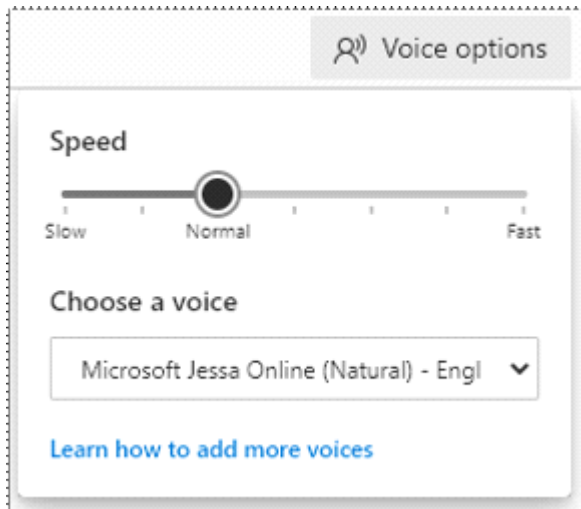 Voice options
Speed
Slow Normal Fast
Choose a voice
Microsoft Jessa Online (Natural) - Engl
Learn how to add more voices